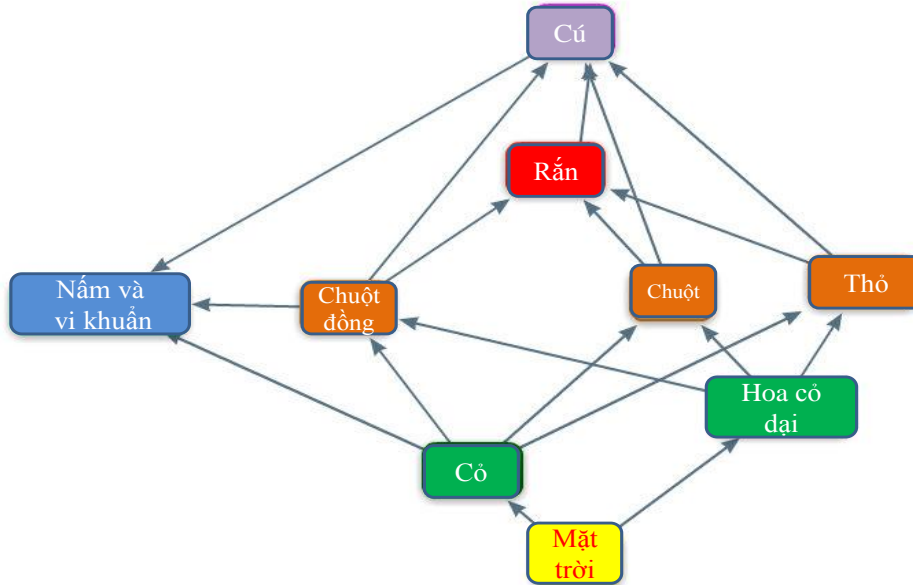 Cú
Rắn
Nấm và
vi khuẩn
Chuột
đồng
Chuột
Thỏ
Hoa cỏ
dại
Cỏ
Mặt
trời